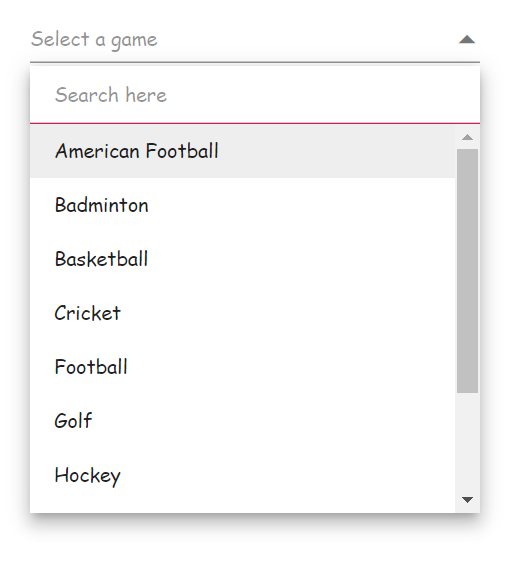 Select a game
Search here
American Football
Badminton
Basketball
Cricket
Football
Golf
Hockey